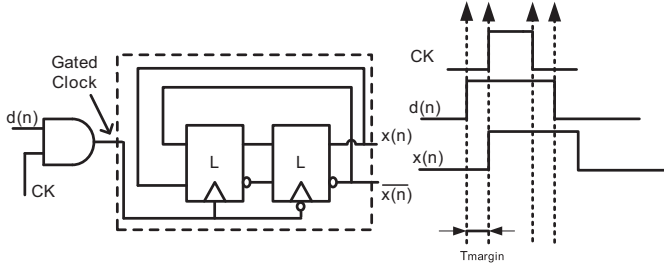 Gated
Clock
d(n)
CK
L
L
x(n)
x(n)
CK
d(n)
x(n)
Tmargin